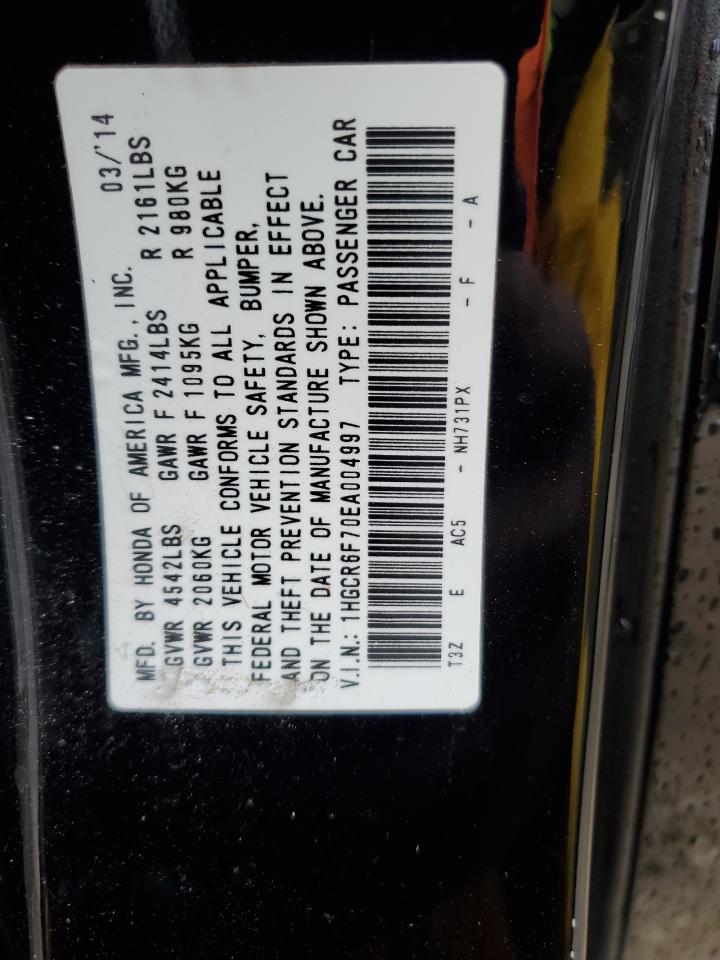 MFD. BY HONDA OF AMERICA MFG., INC. 03/'14
GVWR 4542LBS GAWR F 2414LBS R 2161LBS
GVWR 2060KG GAWR F 1095KG R 980KG
THIS VEHICLE CONFORMS TO ALL APPLICABLE
FEDERAL MOTOR VEHICLE SAFETY, BUMPER,
AND THEFT PREVENTION STANDARDS IN EFFECT
ON THE DATE OF MANUFACTURE SHOWN ABOVE.
V.I.N.: 1HGCR6F70EA004997 TYPE: PASSENGER CAR
T3Z E AC5 - NH731PX - F - A